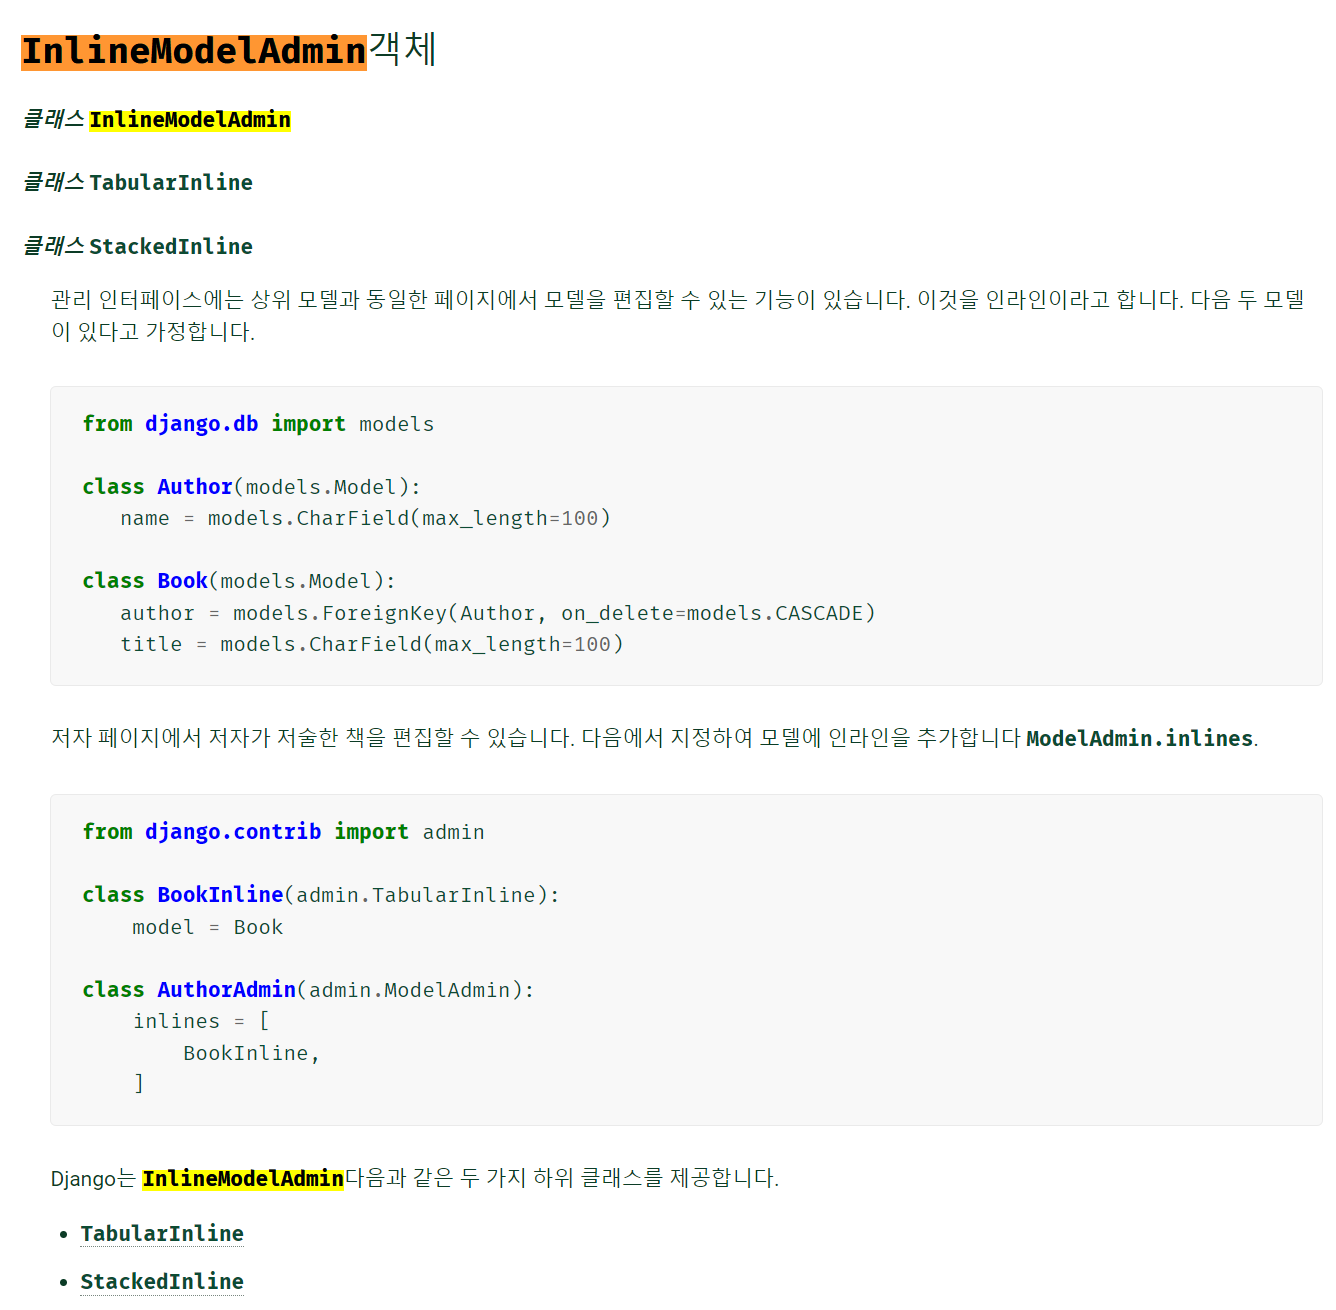 InlineModelAdmin객체
클래스 InlineModelAdmin
클래스 TabularInline
클래스 StackedInline
관리 인터페이스에는 상위 모델과 동일한 페이지에서 모델을 편집할 수 있는 기능이 있습니다. 이것을 인라인이라고 합니다. 다음 두 모델
이 있다고 가정합니다.
from django.db import models
class Author(models.Model):
   name = models.CharField(max_length=100)
class Book(models.Model):
   author = models.ForeignKey(Author, on_delete=models.CASCADE)
   title = models.CharField(max_length=100)
저자 페이지에서 저자가 저술한 책을 편집할 수 있습니다. 다음에서 지정하여 모델에 인라인을 추가합니다 ModelAdmin.inlines.
from django.contrib import admin
class BookInline(admin.TabularInline):
    model = Book
class AuthorAdmin(admin.ModelAdmin):
    inlines = [
        BookInline,
    ]
Django는 InlineModelAdmin다음과 같은 두 가지 하위 클래스를 제공합니다.
• TabularInline
• StackedInline